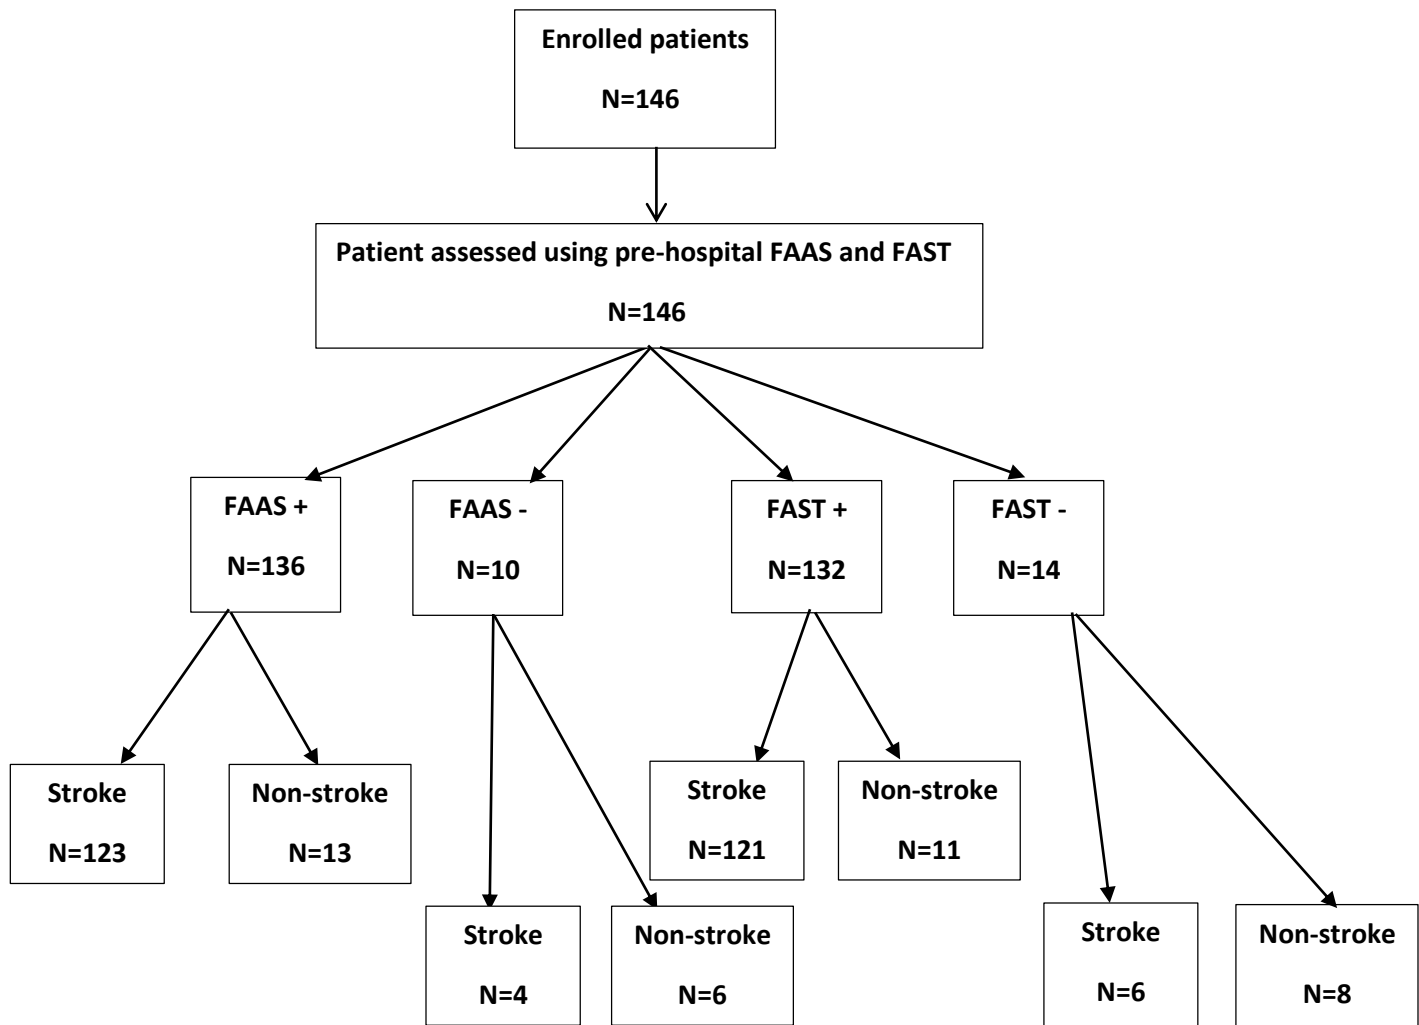 Enrolled patients
N=146
Patient assessed using pre-hospital FAAS and FAST
N=146
FAAS +
N=136
FAAS -
N=10
FAST +
N=132
FAST -
N=14
Stroke
N=123
Non-stroke
N=13
Stroke
N=4
Non-stroke
N=6
Stroke
N=121
Non-stroke
N=11
Stroke
N=6
Non-stroke
N=8